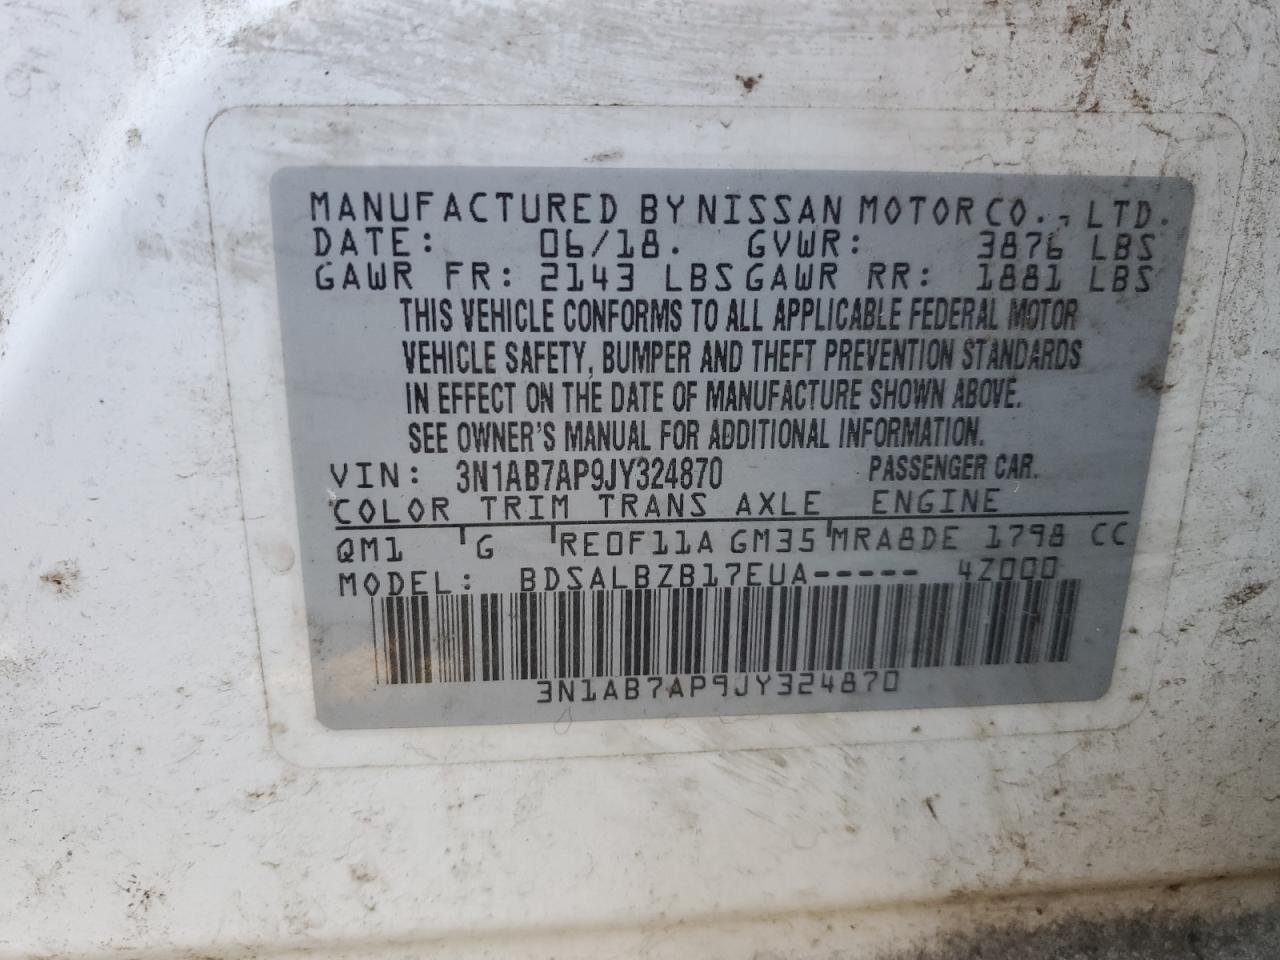 MANUFACTURED BY NISSAN MOTOR CO., LTD.
DATE: 06/18. GVWR: 3876 LBS
GAWR FR: 2143 LBS GAWR RR: 1881 LBS
THIS VEHICLE CONFORMS TO ALL APPLICABLE FEDERAL MOTOR
VEHICLE SAFETY, BUMPER AND THEFT PREVENTION STANDARDS
IN EFFECT ON THE DATE OF MANUFACTURE SHOWN ABOVE.
SEE OWNER'S MANUAL FOR ADDITIONAL INFORMATION.
VIN: 3N1AB7AP9JY324870 PASSENGER CAR.
COLOR TRIM TRANS AXLE ENGINE
QM1 G RE0F11A GM35 MRA8DE 1798 CC
MODEL: BDSALBZB17EUA----- 4Z000
3N1AB7AP9JY324870